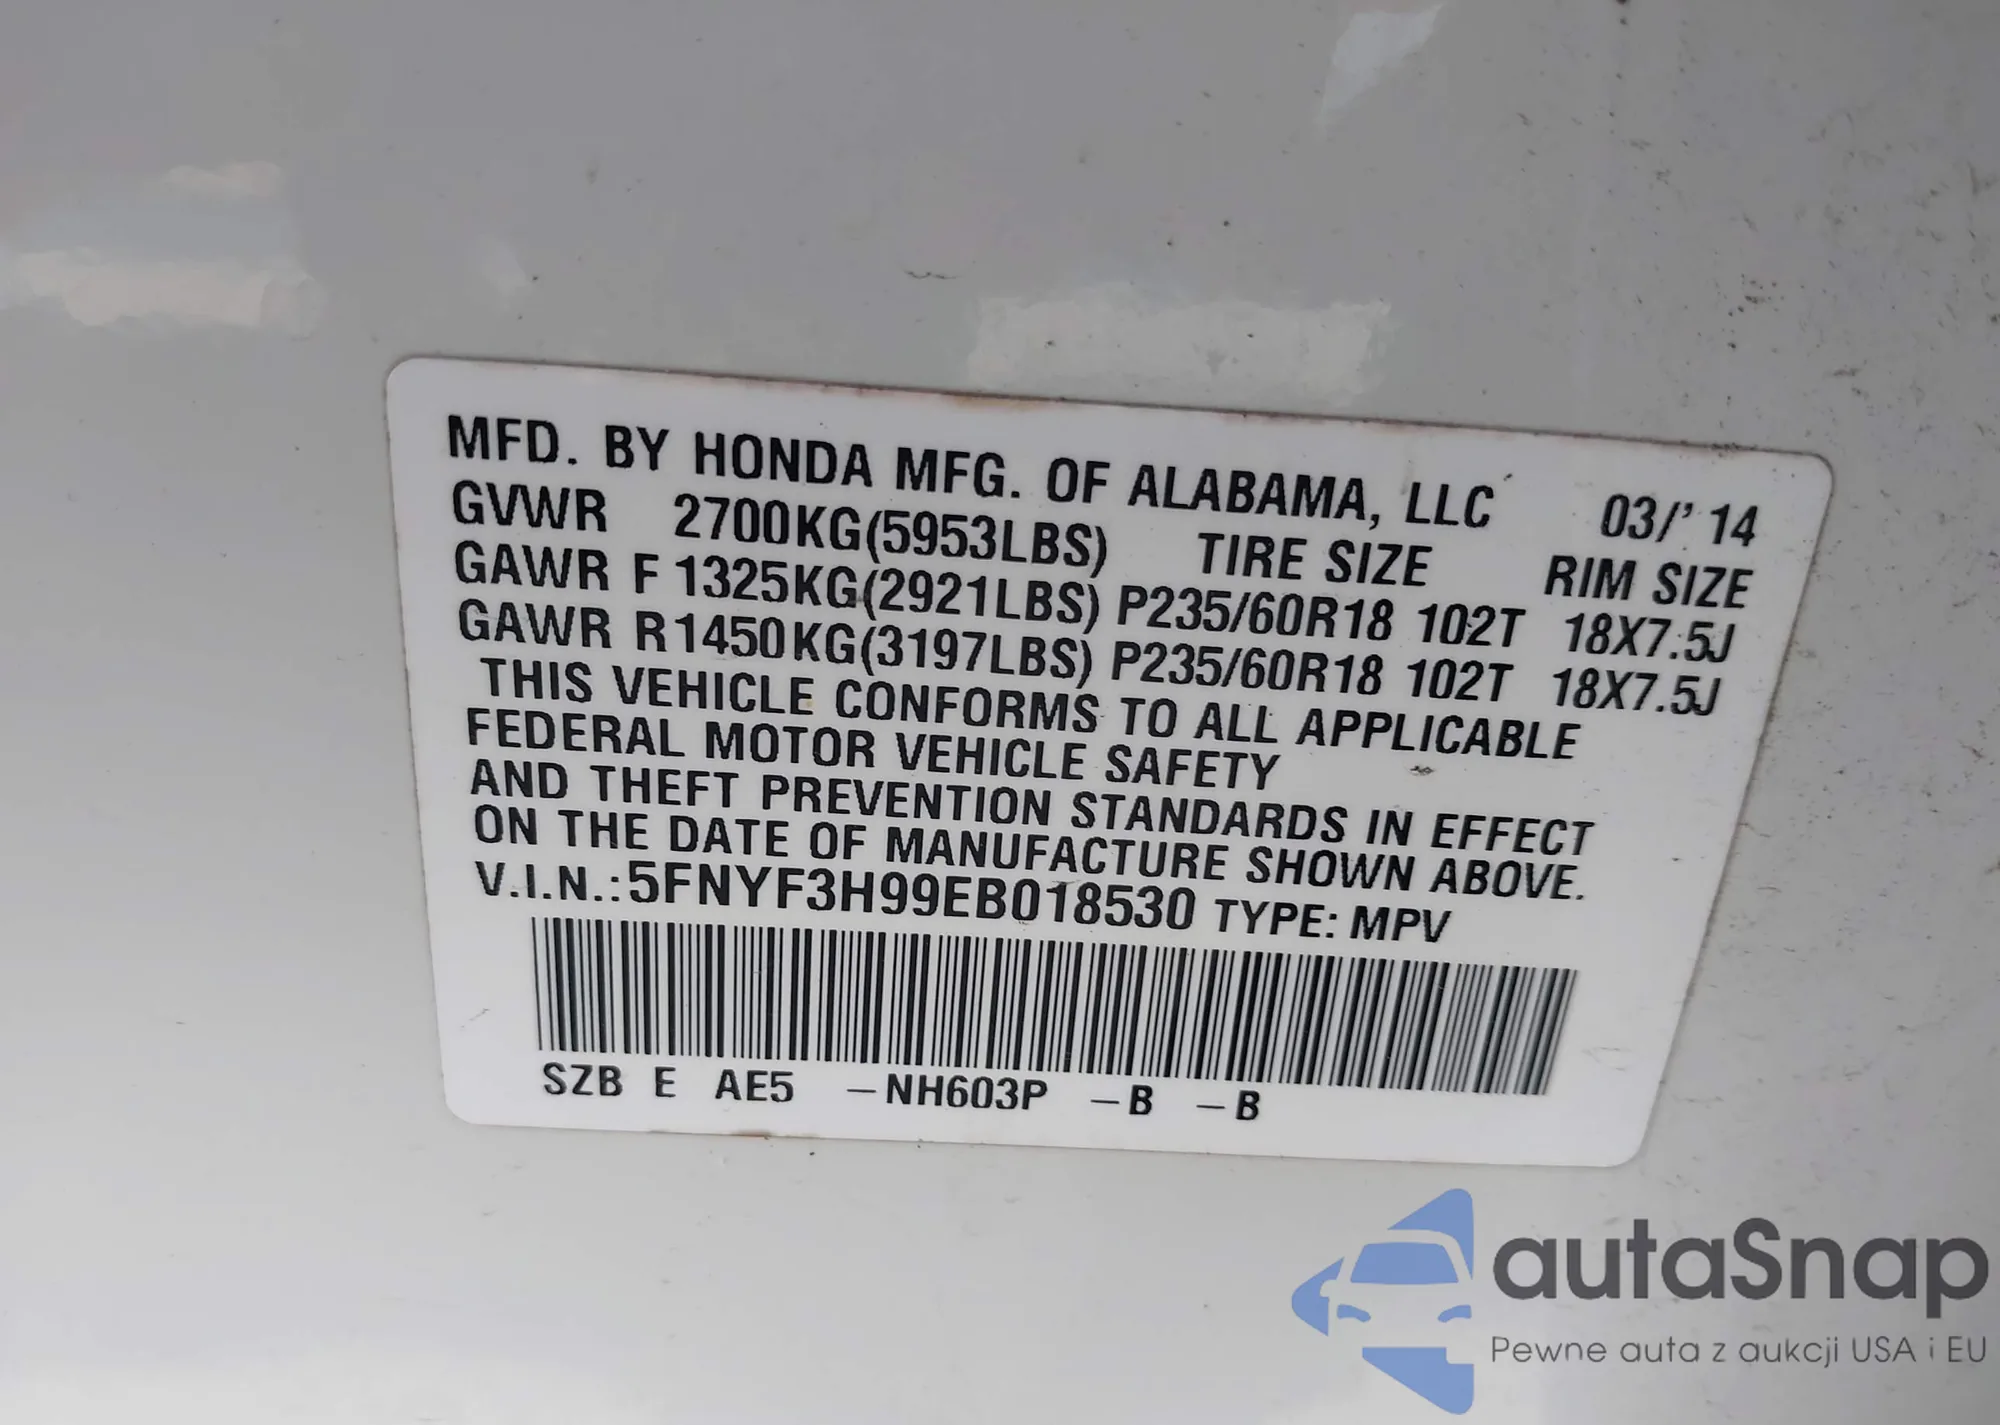 MFD. BY HONDA MFG. OF ALABAMA, LLC 03/'14
GVWR 2700KG(5953LBS) TIRE SIZE RIM SIZE
GAWR F 1325KG(2921LBS) P235/60R18 102T 18X7.5J
GAWR R 1450KG(3197LBS) P235/60R18 102T 18X7.5J
THIS VEHICLE CONFORMS TO ALL APPLICABLE
FEDERAL MOTOR VEHICLE SAFETY
AND THEFT PREVENTION STANDARDS IN EFFECT
ON THE DATE OF MANUFACTURE SHOWN ABOVE.
V.I.N.:5FNYF3H99EB018530 TYPE: MPV
SZB E AE5 -NH603P -B -B
autaSnap
Pewne auta z aukcji USA i EU